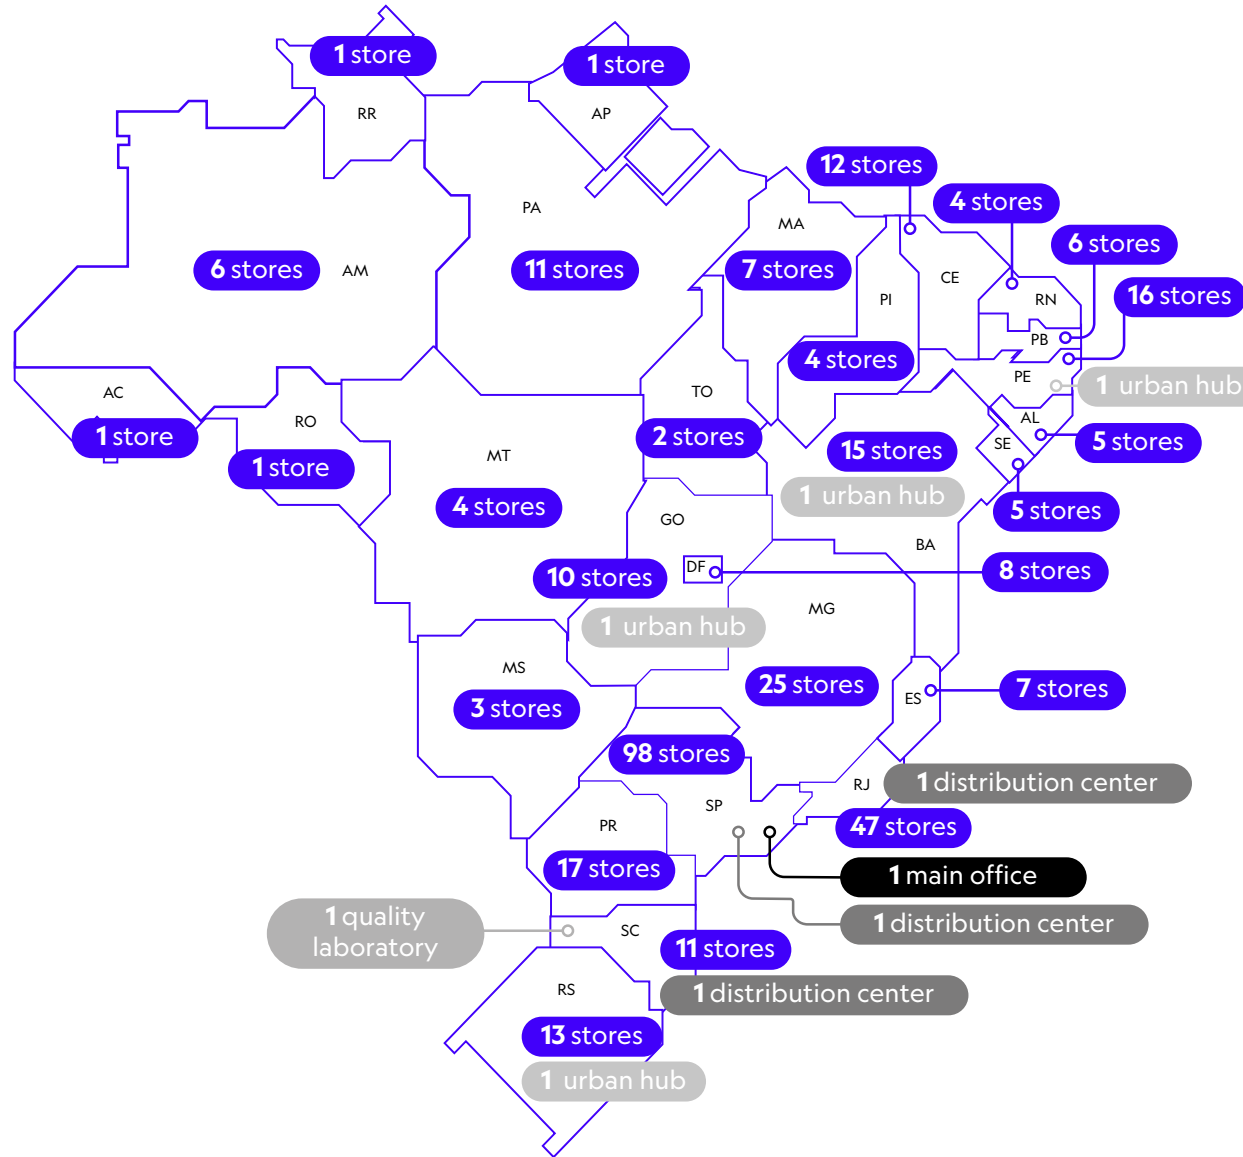 1 store
1 store
RR
AP
12 stores
4 stores
PA
MA
6 stores
6 stores
AM
11 stores
7 stores
CE
PI
RN
16 stores
PB
4 stores
PE
1 urban hub
AC
TO
AL
RO
1 store
2 stores
SE
5 stores
1 store
MT
15 stores
4 stores
1 urban hub
5 stores
GO
BA
DF
10 stores
8 stores
MG
1 urban hub
MS
25 stores
7 stores
ES
3 stores
98 stores
RJ
1 distribution center
SP
PR
47 stores
17 stores
1 main office
1 quality
laboratory
1 distribution center
SC
11 stores
RS
1 distribution center
13 stores
1 urban hub